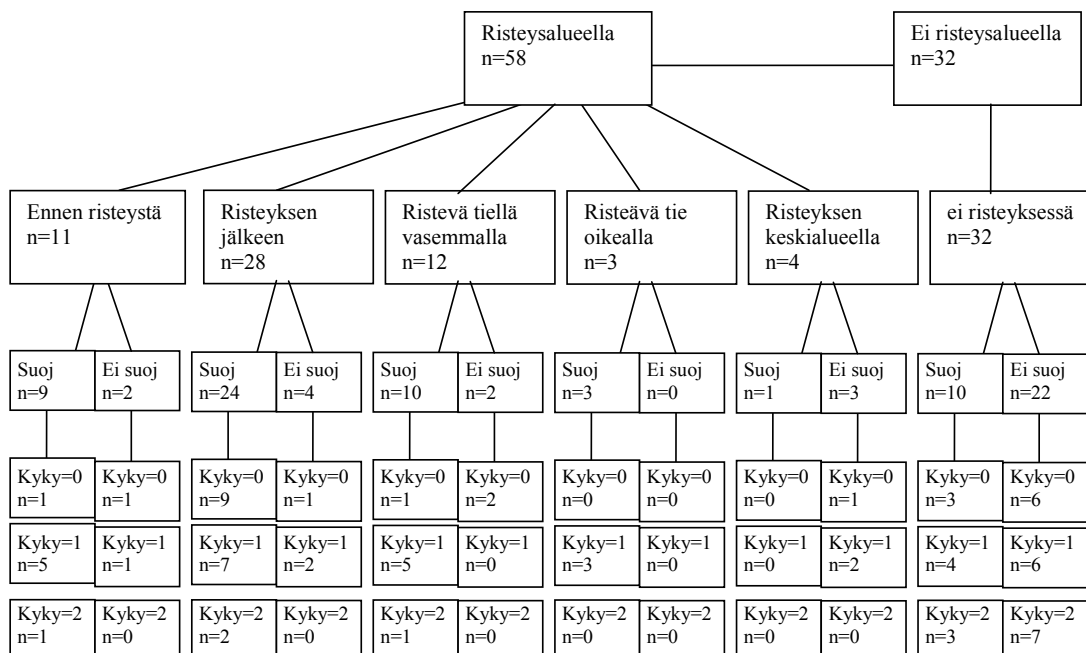 Risteysalueella
n=58
Ei risteysalueella
n=32
Ennen risteystä
n=11
Risteyksen
jälkeen
n=28
Ristevä tiellä
vasemmalla
n=12
Risteävä tie
oikealla
n=3
Risteyksen
keskialueella
n=4
ei risteyksessä
n=32
Suoj
n=9
Ei suoj
n=2
Suoj
n=24
Ei suoj
n=4
Suoj
n=10
Ei suoj
n=2
Suoj
n=3
Ei suoj
n=0
Suoj
n=1
Ei suoj
n=3
Suoj
n=10
Ei suoj
n=22
Kyky=0
n=1
Kyky=0
n=1
Kyky=0
n=9
Kyky=0
n=1
Kyky=0
n=1
Kyky=0
n=2
Kyky=0
n=0
Kyky=0
n=0
Kyky=0
n=0
Kyky=0
n=1
Kyky=0
n=3
Kyky=0
n=6
Kyky=1
n=5
Kyky=1
n=1
Kyky=1
n=7
Kyky=1
n=2
Kyky=1
n=5
Kyky=1
n=0
Kyky=1
n=3
Kyky=1
n=0
Kyky=1
n=0
Kyky=1
n=2
Kyky=1
n=4
Kyky=1
n=6
Kyky=2
n=1
Kyky=2
n=0
Kyky=2
n=2
Kyky=2
n=0
Kyky=2
n=1
Kyky=2
n=0
Kyky=2
n=0
Kyky=2
n=0
Kyky=2
n=0
Kyky=2
n=0
Kyky=2
n=3
Kyky=2
n=7